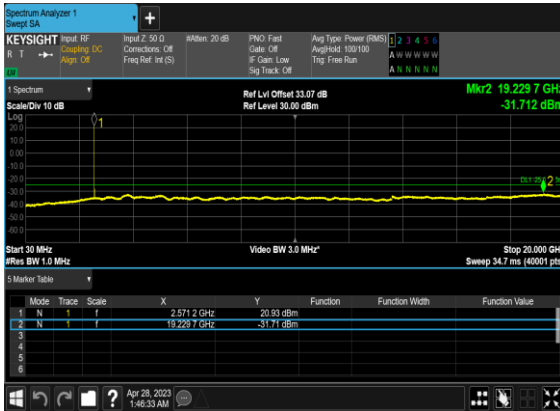 Spectrum Analyzer 1
Swept SA
KEYSIGHT
R T
Input: RF
Coupling: DC
Align: Off
Input Z: 50 Ω
Corrections: Off
Freq Ref: Int (S)
#Atten: 20 dB
PNO: Fast
Gate: Off
IF Gain: Low
Sig Track: Off
Avg Type: Power (RMS)
Avg|Hold: 100/100
Trig: Free Run
1 2 3 4 5 6
A W W W W W
A N N N N N
1 Spectrum
Scale/Div 10 dB
Ref Lvl Offset 33.07 dB
Ref Level 30.00 dBm
Mkr2 19.229 7 GHz
-31.712 dBm
Log
20.0
10.0
0.00
-10.0
-20.0
-30.0
-40.0
-50.0
-60.0
1
2
Start 30 MHz
#Res BW 1.0 MHz
Video BW 3.0 MHz*
Stop 20.000 GH
Sweep 34.7 ms (40001 pts
5 Marker Table
Mode Trace Scale X Y Function Function Width Function Value
1 N 1 f 2.571 2 GHz 20.93 dBm
2 N 1 f 19.229 7 GHz -31.71 dBm
3
4
5
6
Apr 28, 2023
1:46:33 AM